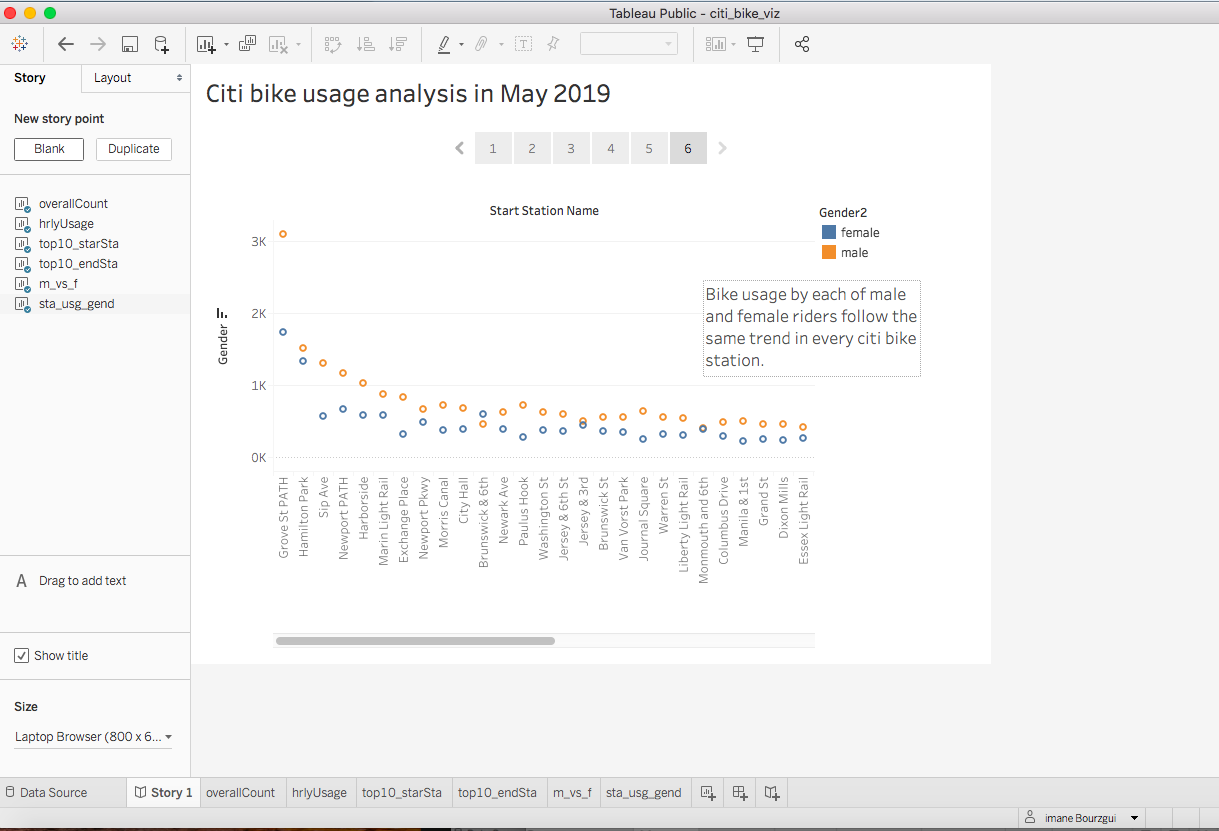 Tableau Public - citi_bike_viz
Story
Layout
New story point
Blank
Duplicate
overallCount
hrlyUsage
top10_starSta
top10_endSta
m_vs_f
sta_usg_gend
A Drag to add text
Show title
Size
Laptop Browser (800 x 6...
Citi bike usage analysis in May 2019
1 2 3 4 5 6
Start Station Name
Gender2
female
male
Bike usage by each of male
and female riders follow the
same trend in every citi bike
station.
Gender
3K
2K
1K
0K
Grove St PATH
Hamilton Park
Sip Ave
Newport PATH
Harborside
Marin Light Rail
Exchange Place
Newport Pkwy
Morris Canal
City Hall
Brunswick & 6th
Newark Ave
Paulus Hook
Washington St
Jersey & 6th St
Jersey & 3rd
Brunswick St
Van Vorst Park
Journal Square
Warren St
Liberty Light Rail
Monmouth and 6th
Columbus Drive
Manila & 1st
Grand St
Dixon Mills
Essex Light Rail
Data Source
Story 1
overallCount
hrlyUsage
top10_starSta
top10_endSta
m_vs_f
sta_usg_gend
imane Bourzgui